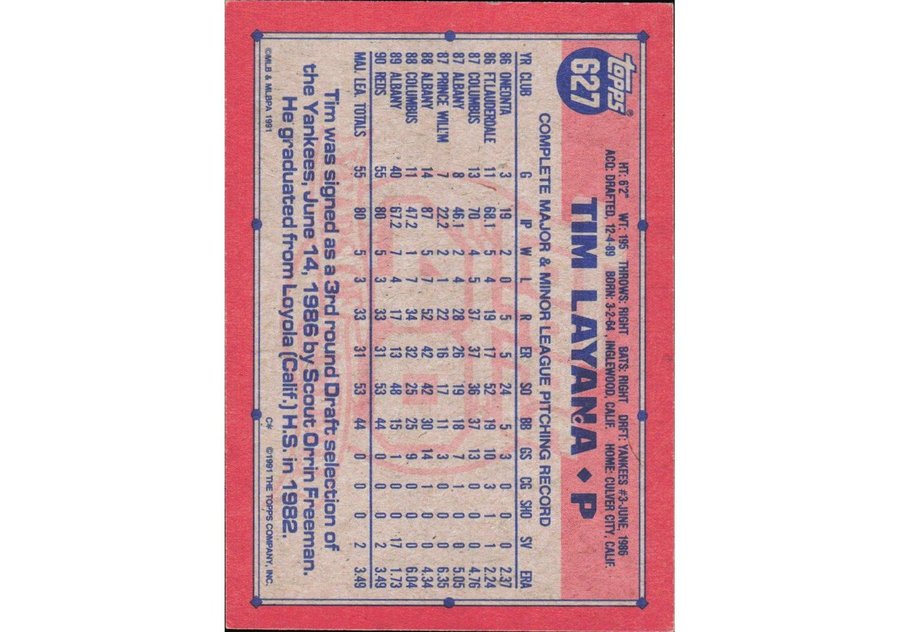 topps®
627
HT: 6'2" WT: 195 THROWS: RIGHT BATS: RIGHT DRFT: YANKEES #3-JUNE, 1986
ACQ: DRAFTED, 12-4-89 BORN: 3-2-64, INGLEWOOD, CALIF. HOME: CULVER CITY, CALIF.
TIM LAYANA ♦ P
COMPLETE MAJOR & MINOR LEAGUE PITCHING RECORD
YR CLUB G IP W L R ER SO BB GS CG SHO SV ERA
86 ONEONTA 3 19 2 0 5 5 24 5 3 0 0 0 2.37
86 FT.LAUDERDALE 11 68.1 5 4 19 17 52 19 10 3 1 1 2.24
87 COLUMBUS 13 70 4 5 37 37 36 37 13 0 0 0 4.76
87 ALBANY 8 46.1 2 4 28 26 19 18 7 1 0 0 5.05
87 PRINCE WILL'M 7 22.2 2 1 22 16 17 11 3 0 0 0 6.35
88 ALBANY 14 87 5 7 52 42 42 30 14 1 0 0 4.34
88 COLUMBUS 11 47.2 1 7 34 32 25 25 9 0 0 0 6.04
89 ALBANY 40 67.2 7 4 17 13 48 15 1 0 0 17 1.73
90 REDS 55 80 5 3 33 31 53 44 0 0 0 2 3.49
MAJ. LEA. TOTALS 55 80 5 3 33 31 53 44 0 0 0 2 3.49
Tim was signed as a 3rd round Draft selection of
the Yankees, June 14, 1986 by Scout Orrin Freeman.
He graduated from Loyola (Calif.) H.S. in 1982.
©MLB & MLBPA 1991 C* ©1991 THE TOPPS COMPANY, INC.